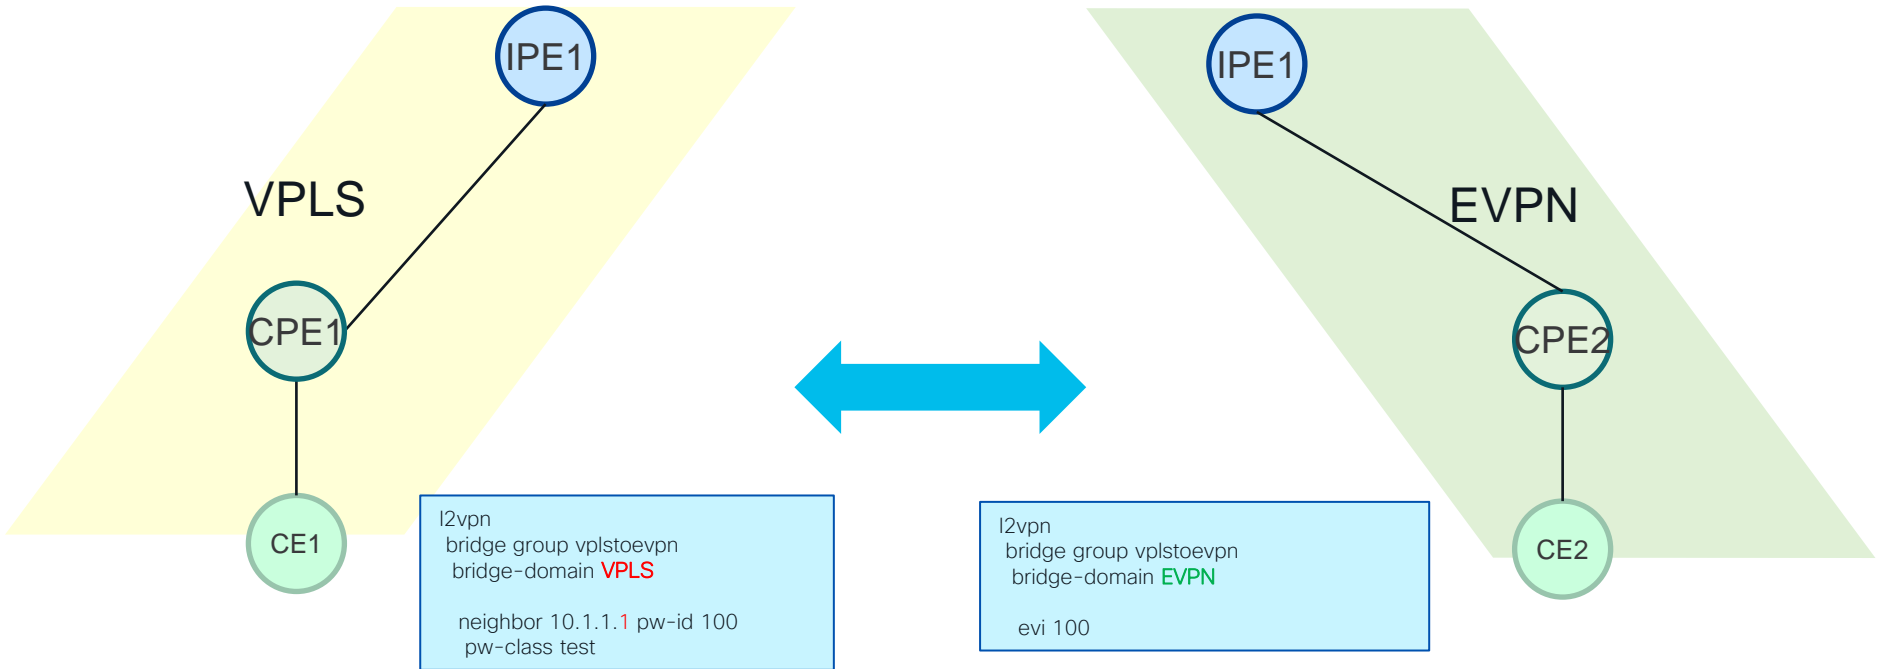 IPE1
VPLS
CPE1
CE1
l2vpn
bridge group vplstoevpn
bridge-domain VPLS
neighbor 10.1.1.1 pw-id 100
pw-class test
IPE1
EVPN
CPE2
CE2
l2vpn
bridge group vplstoevpn
bridge-domain EVPN
evi 100